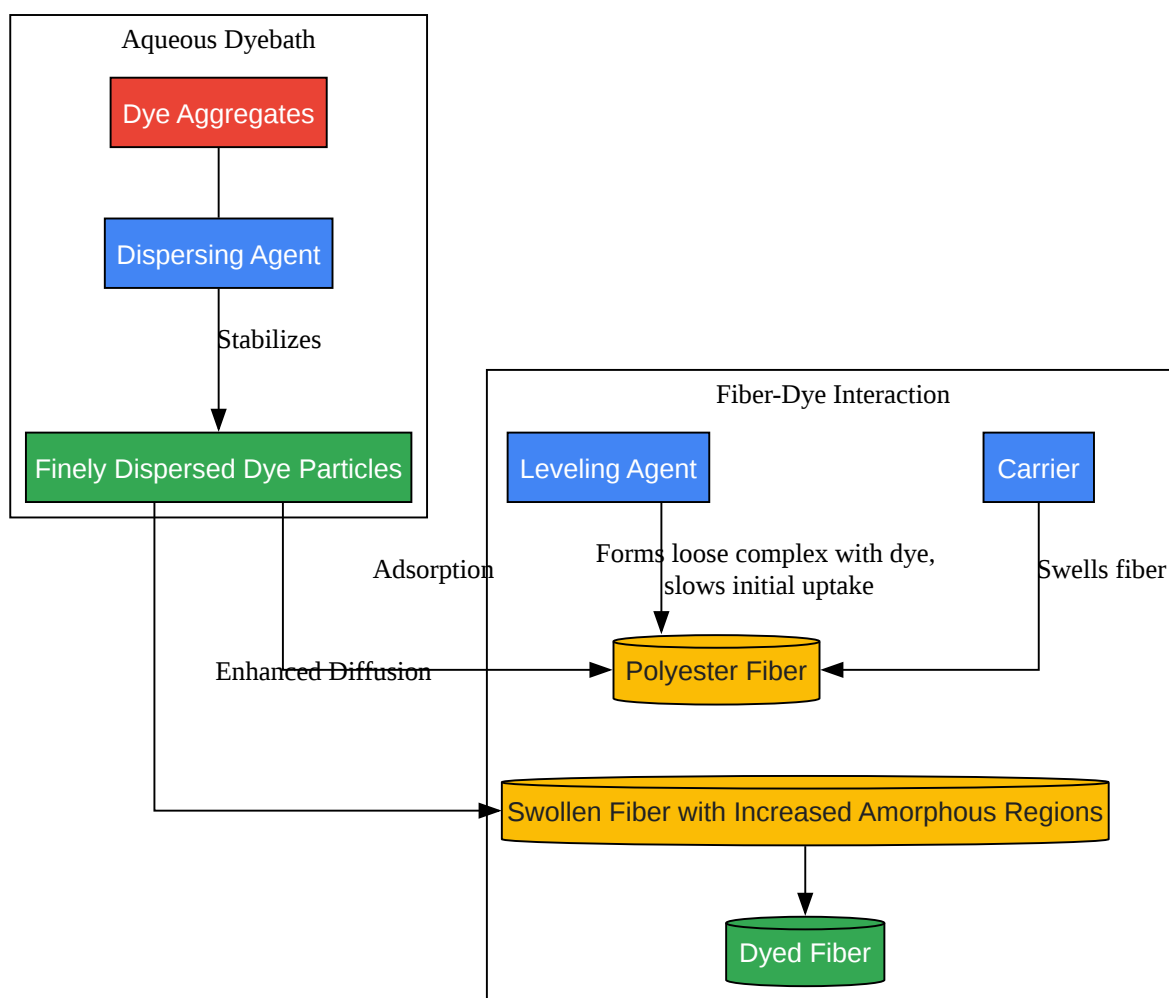 Aqueous Dyebath
Dye Aggregates
Dispersing Agent
Stabilizes
Finely Dispersed Dye Particles
Fiber-Dye Interaction
Leveling Agent
Carrier
Adsorption
Forms loose complex with dye,
slows initial uptake
Swells fiber
Enhanced Diffusion
Polyester Fiber
Swollen Fiber with Increased Amorphous Regions
Dyed Fiber